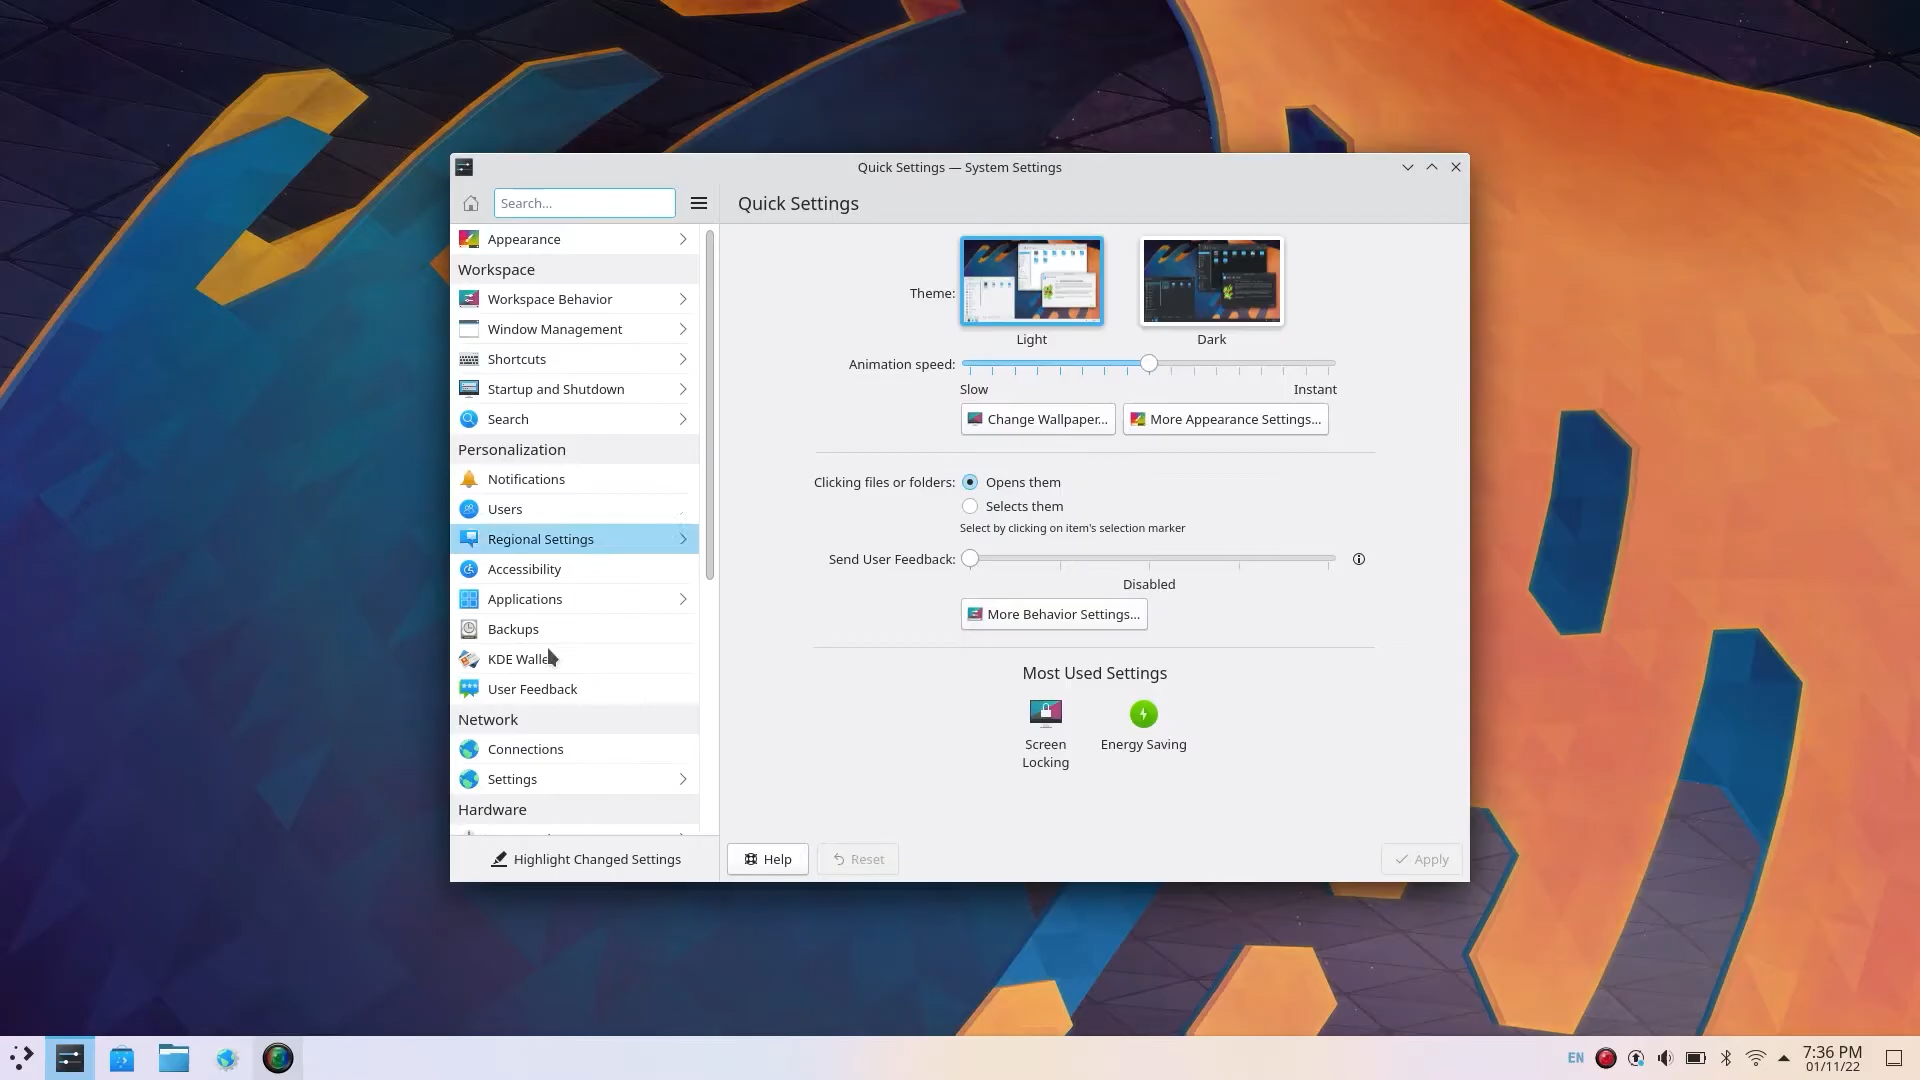 Quick Settings — System Settings
Search...
Quick Settings
Appearance
Workspace
Workspace Behavior
Window Management
Shortcuts
Startup and Shutdown
Search
Personalization
Notifications
Users
Regional Settings
Accessibility
Applications
Backups
KDE Walle
User Feedback
Network
Connections
Settings
Hardware
Highlight Changed Settings
Theme:
Light
Dark
Animation speed:
Slow
Instant
Change Wallpaper...
More Appearance Settings...
Clicking files or folders:
Opens them
Selects them
Select by clicking on item's selection marker
Send User Feedback:
Disabled
More Behavior Settings...
Most Used Settings
Screen
Locking
Energy Saving
Help
Reset
Apply
EN
7:36 PM
01/11/22